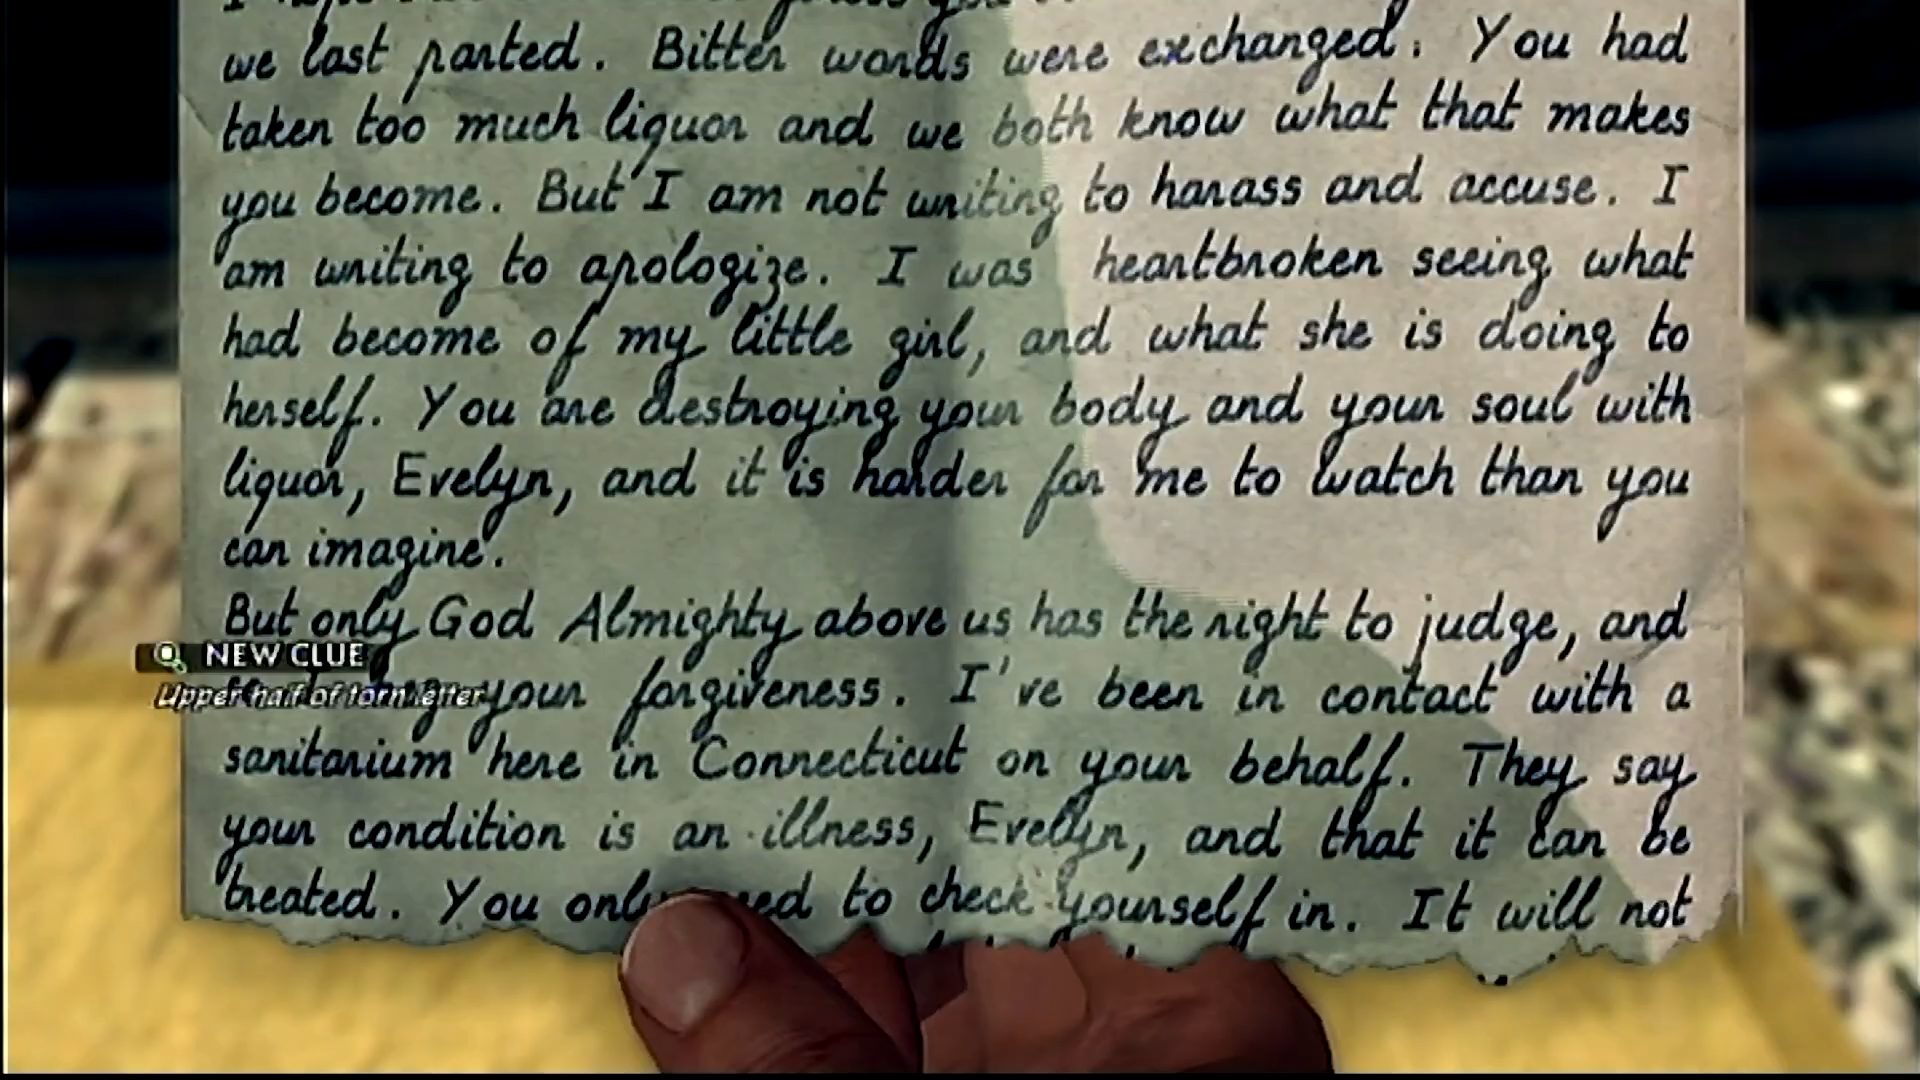 we last parted. Bitter words were exchanged. You had
taken too much liquor and we both know what that makes
you become. But I am not writing to harass and accuse. I
am writing to apologize. I was heartbroken seeing what
had become of my little girl, and what she is doing to
herself. You are destroying your body and your soul with
liquor, Evelyn, and it is harder for me to watch than you
can imagine.
But only God Almighty above us has the right to judge, and
NEW CLUE
your forgiveness. I've been in contact with a
Upper half of torn letter
sanitarium here in Connecticut on your behalf. They say
your condition is an illness, Evelyn, and that it can be
treated. You only to check yourself in. It will not